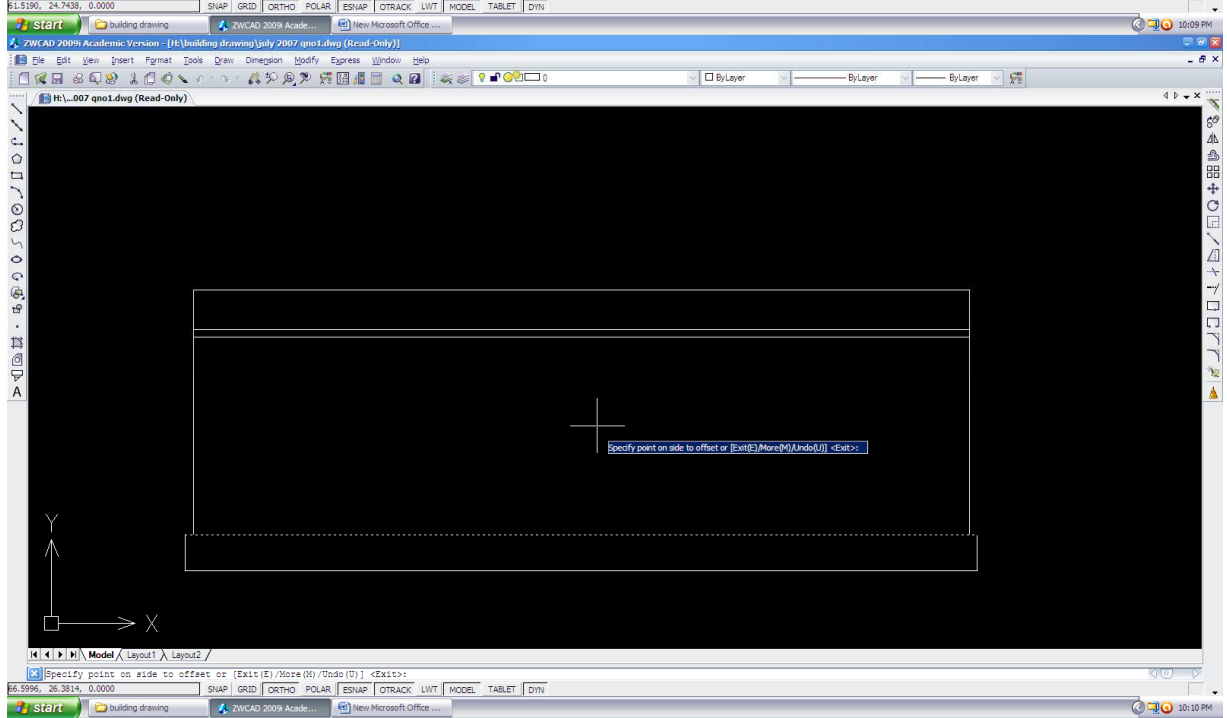 61.5190, 24.7438, 0.0000 SNAP GRID ORTHO POLAR ESNAP OTRACK LWT MODEL TABLET DYN
start building drawing ZWCAD 2009i Acade... New Microsoft Office ... 10:09 PM
ZWCAD 2009i Academic Version - [H:\building drawing\july 2007 qno1.dwg (Read-Only)]
File Edit View Insert Format Tools Draw Dimension Modify Express Window Help
0 ByLayer ByLayer ByLayer
H:\...007 qno1.dwg (Read-Only)
A
Specify point on side to offset or [Exit(E)/More(M)/Undo(U)] <Exit>:
Y
X
Model Layout1 Layout2
Specify point on side to offset or [Exit(E)/More(M)/Undo(U)] <Exit>:
66.5996, 26.3814, 0.0000 SNAP GRID ORTHO POLAR ESNAP OTRACK LWT MODEL TABLET DYN
start building drawing ZWCAD 2009i Acade... New Microsoft Office ... 10:10 PM